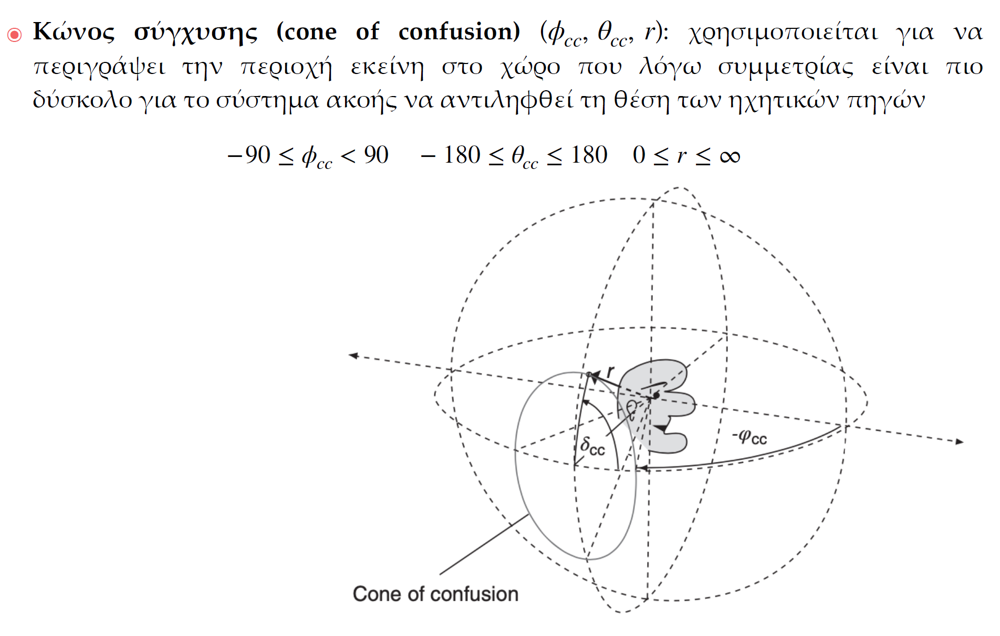 Κώνος σύγχυσης (cone of confusion) (ϕcc, θcc, r): χρησιμοποιείται για να
περιγράψει την περιοχή εκείνη στο χώρο που λόγω συμμετρίας είναι πιο
δύσκολο για το σύστημα ακοής να αντιληφθεί τη θέση των ηχητικών πηγών
−90 ≤ ϕcc < 90 − 180 ≤ θcc ≤ 180 0 ≤ r ≤ ∞
r
δcc
-φcc
Cone of confusion